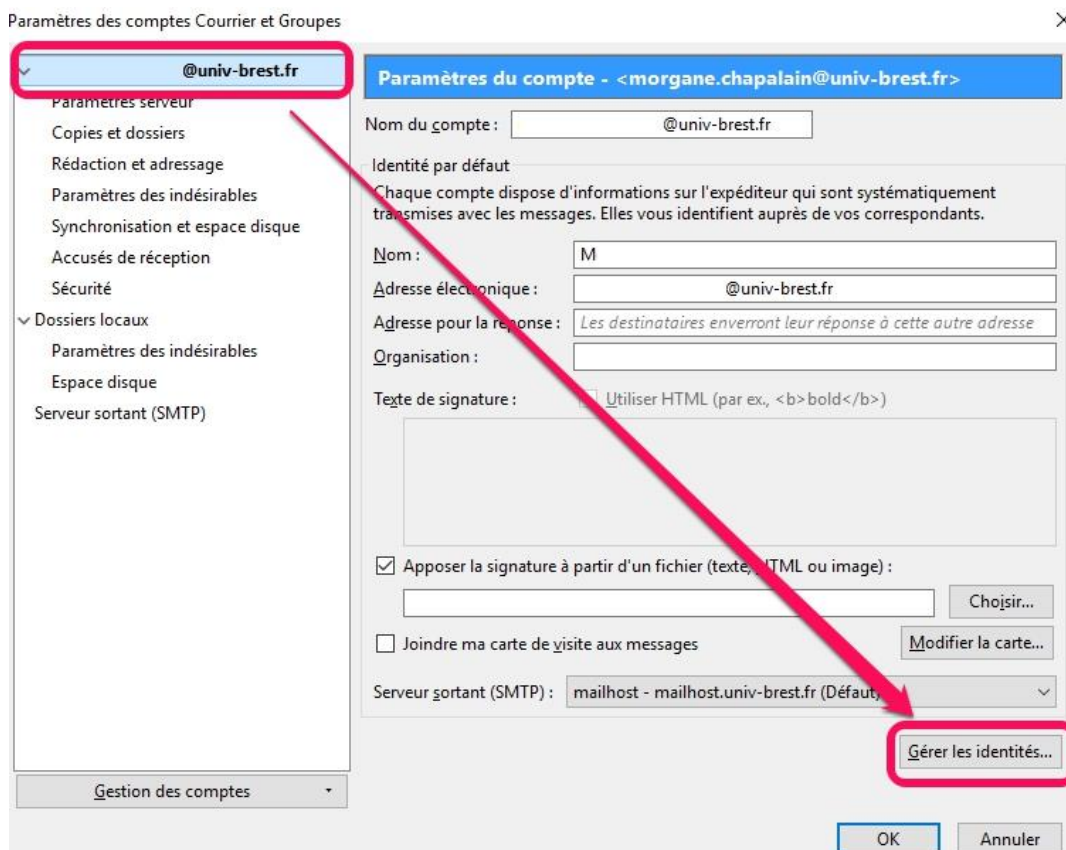 Paramètres des comptes Courrier et Groupes
@univ-brest.fr
Paramètres serveur
Copies et dossiers
Rédaction et adressage
Paramètres des indésirables
Synchronisation et espace disque
Accusés de réception
Sécurité
Dossiers locaux
Paramètres des indésirables
Espace disque
Serveur sortant (SMTP)
Gestion des comptes
Paramètres du compte - <morgane.chapalain@univ-brest.fr>
Nom du compte : @univ-brest.fr
Identité par défaut
Chaque compte dispose d'informations sur l'expéditeur qui sont systématiquement
transmises avec les messages. Elles vous identifient auprès de vos correspondants.
Nom : M
Adresse électronique : @univ-brest.fr
Adresse pour la réponse : Les destinataires enverront leur réponse à cette autre adresse
Organisation :
Texte de signature : Utiliser HTML (par ex., <b>bold</b>)
Apposer la signature à partir d'un fichier (texte, HTML ou image) :
Choisir...
Joindre ma carte de visite aux messages Modifier la carte...
Serveur sortant (SMTP) : mailhost - mailhost.univ-brest.fr (Défaut)
Gérer les identités...
OK Annuler